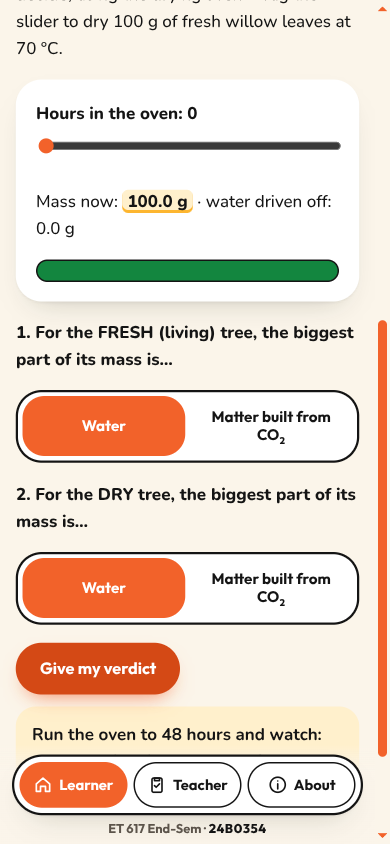 slider to dry 100 g of fresh willow leaves at
70 °C.
Hours in the oven: 0
Mass now: 100.0 g · water driven off:
0.0 g
1. For the FRESH (living) tree, the biggest
part of its mass is...
Water
Matter built from
CO₂
2. For the DRY tree, the biggest part of its
mass is...
Water
Matter built from
CO₂
Give my verdict
Run the oven to 48 hours and watch:
Learner
Teacher
About
ET 617 End-Sem · 24B0354